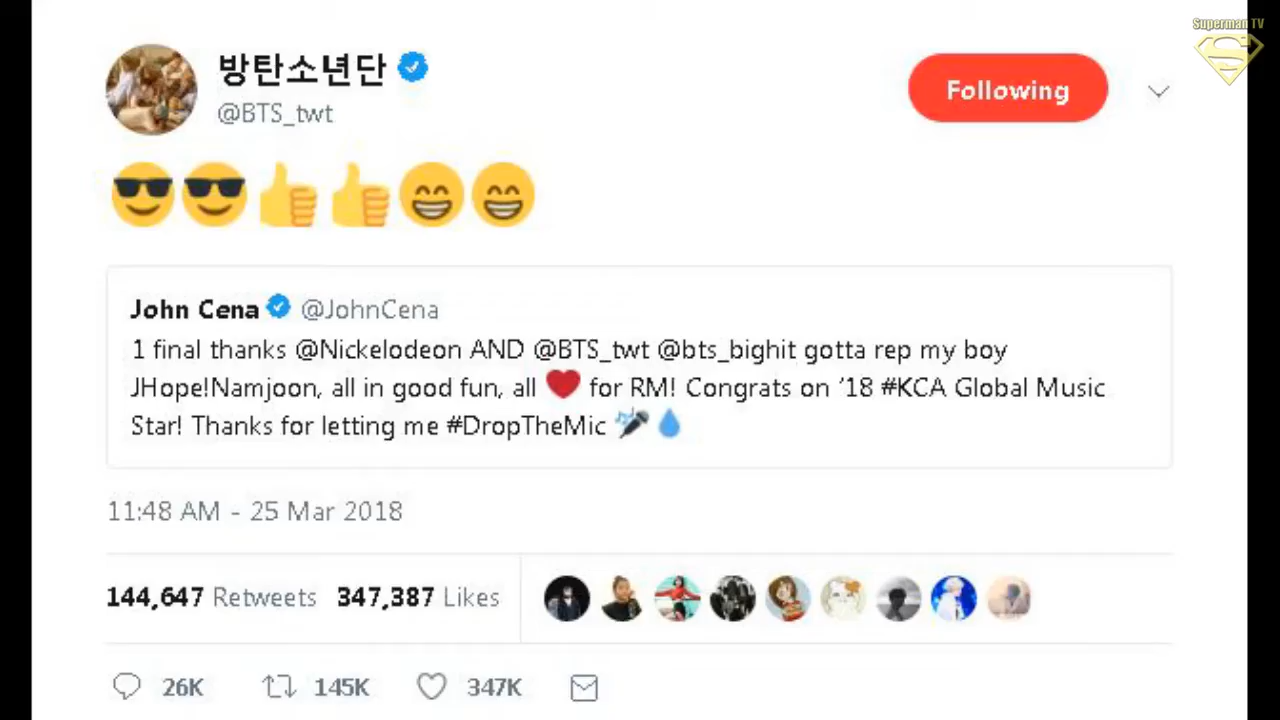 Superman TV
방탄소년단
@BTS_twt
Following
😎😎👍👍😁😁
John Cena @JohnCena
1 final thanks @Nickelodeon AND @BTS_twt @bts_bighit gotta rep my boy
JHope!Namjoon, all in good fun, all ❤️ for RM! Congrats on '18 #KCA Global Music
Star! Thanks for letting me #DropTheMic 🎤💧
11:48 AM - 25 Mar 2018
144,647 Retweets 347,387 Likes
26K 145K 347K